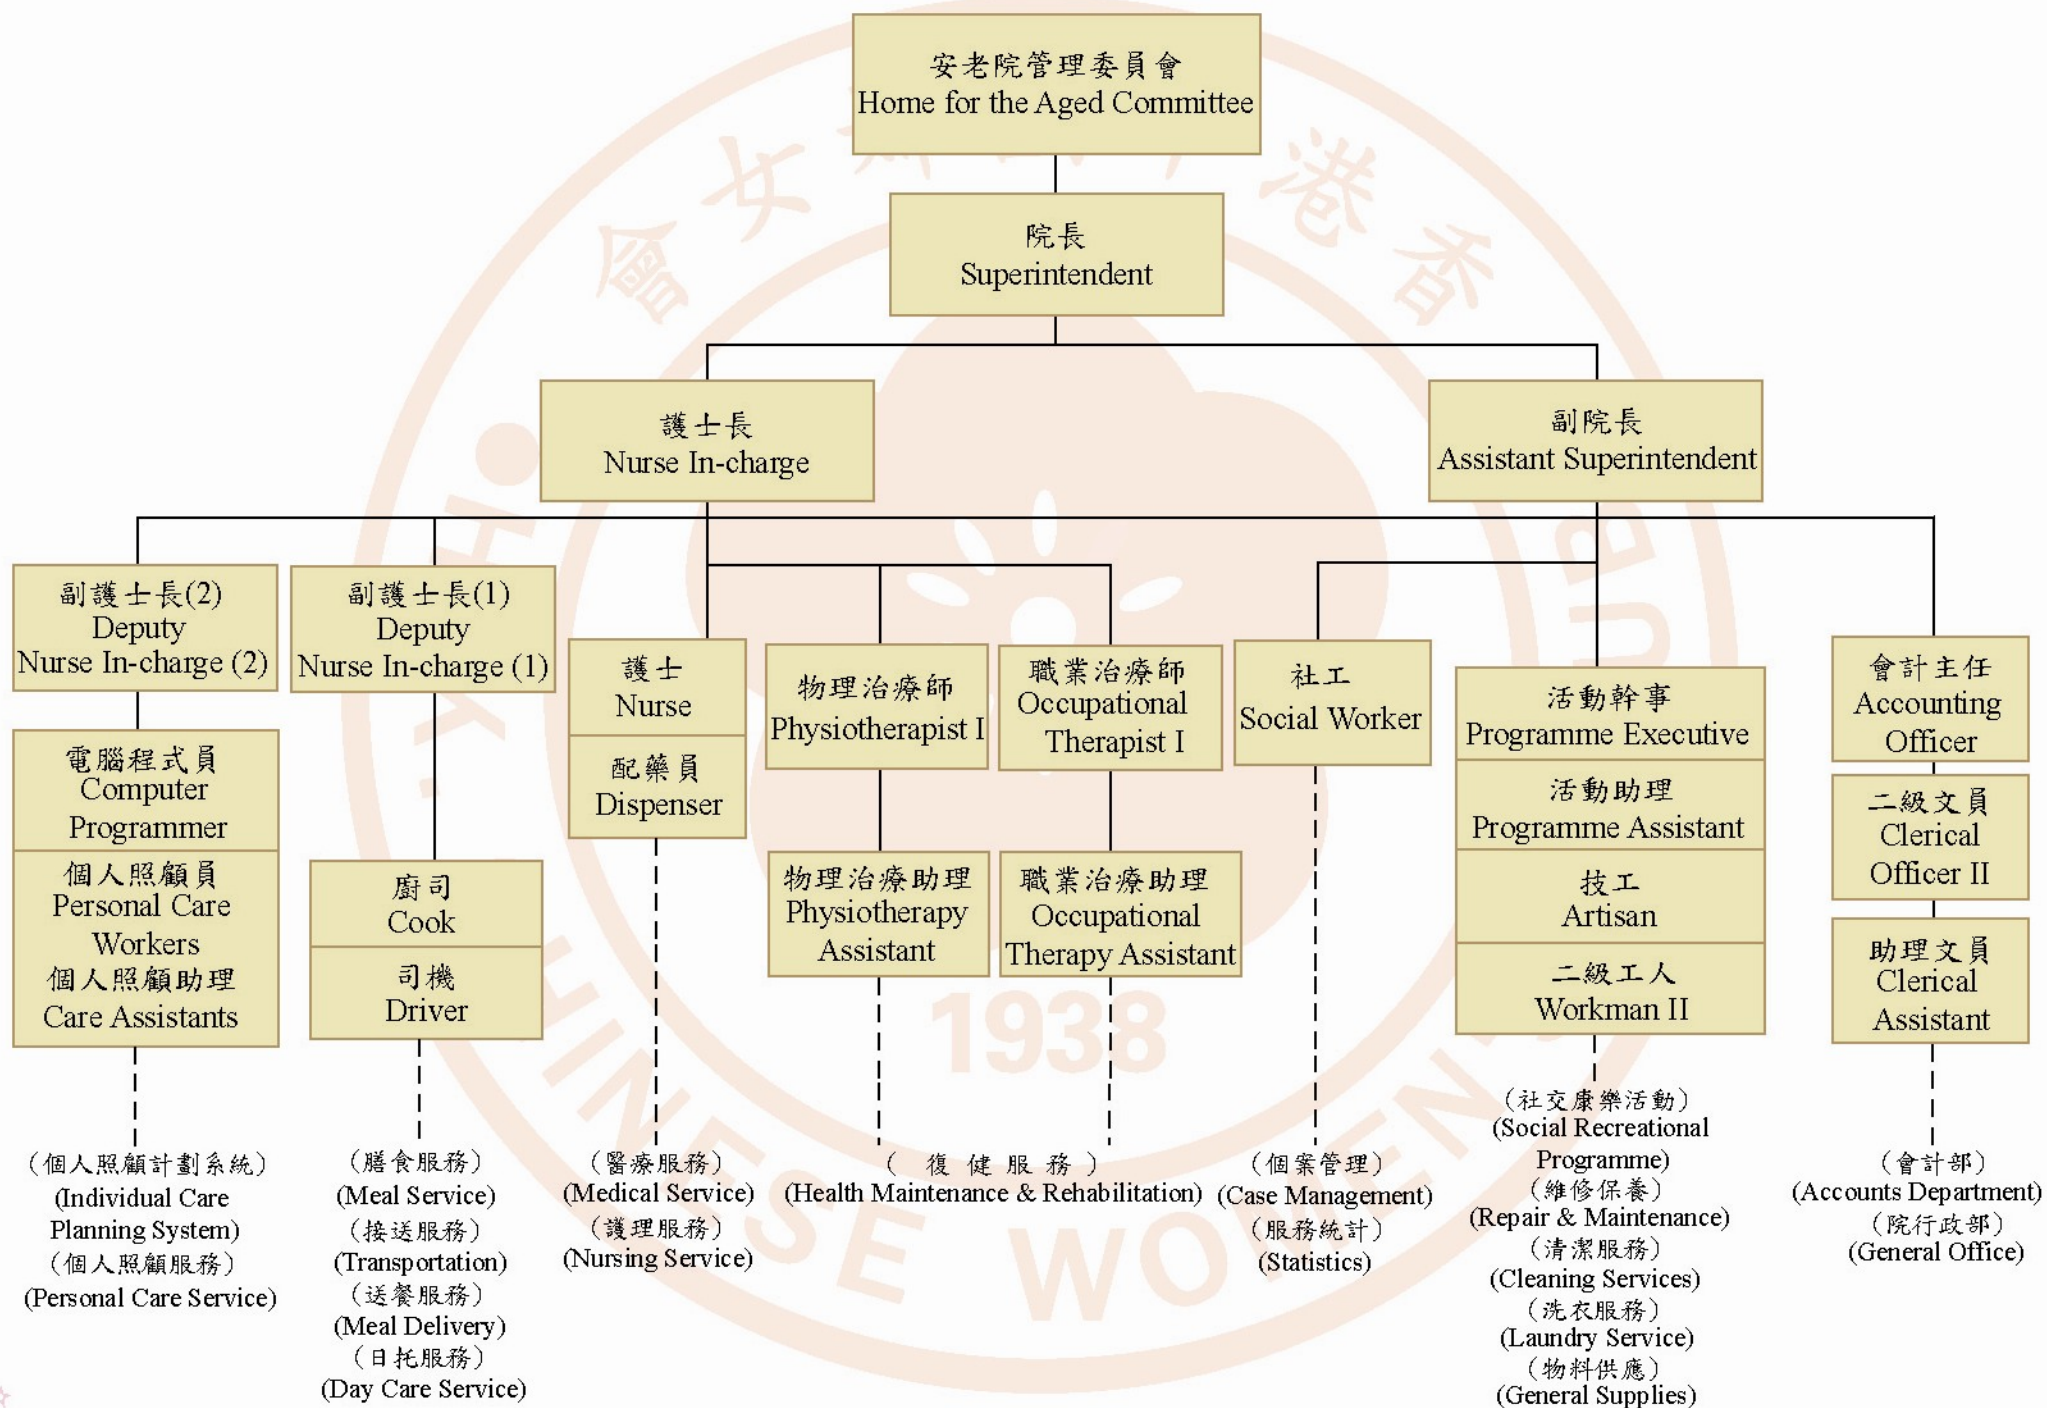 安老院管理委員會
Home for the Aged Committee
院長
Superintendent
護士長
Nurse In-charge
副院長
Assistant Superintendent
副護士長(2)
Deputy
Nurse In-charge (2)
副護士長(1)
Deputy
Nurse In-charge (1)
護士
Nurse
配藥員
Dispenser
物理治療師
Physiotherapist I
職業治療師
Occupational
Therapist I
社工
Social Worker
活動幹事
Programme Executive
活動助理
Programme Assistant
技工
Artisan
二級工人
Workman II
會計主任
Accounting
Officer
二級文員
Clerical
Officer II
助理文員
Clerical
Assistant
電腦程式員
Computer
Programmer
個人照顧員
Personal Care
Workers
個人照顧助理
Care Assistants
廚司
Cook
司機
Driver
物理治療助理
Physiotherapy
Assistant
職業治療助理
Occupational
Therapy Assistant
(個人照顧計劃系統)
(Individual Care
Planning System)
(個人照顧服務)
(Personal Care Service)
(膳食服務)
(Meal Service)
(接送服務)
(Transportation)
(送餐服務)
(Meal Delivery)
(日托服務)
(Day Care Service)
(醫療服務)
(Medical Service)
(護理服務)
(Nursing Service)
( 復 健 服 務 )
(Health Maintenance & Rehabilitation)
(個案管理)
(Case Management)
(服務統計)
(Statistics)
(社交康樂活動)
(Social Recreational
Programme)
(維修保養)
(Repair & Maintenance)
(清潔服務)
(Cleaning Services)
(洗衣服務)
(Laundry Service)
(物料供應)
(General Supplies)
(會計部)
(Accounts Department)
(院行政部)
(General Office)
1938